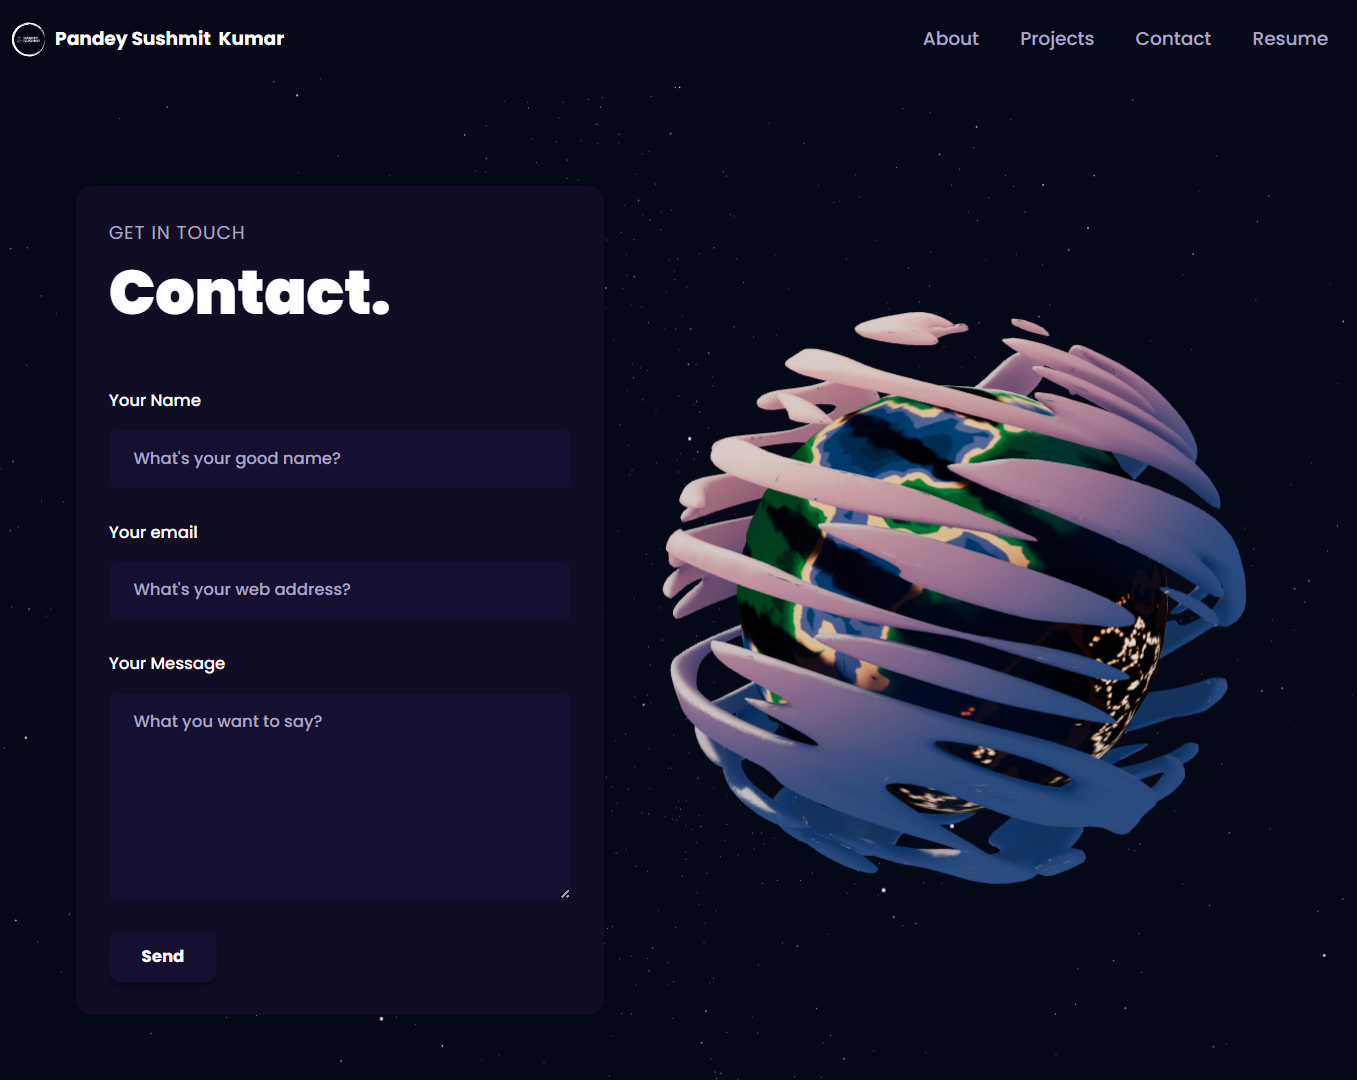 Pandey Sushmit Kumar
About
Projects
Contact
Resume
GET IN TOUCH
Contact.
Your Name
What's your good name?
Your email
What's your web address?
Your Message
What you want to say?
Send